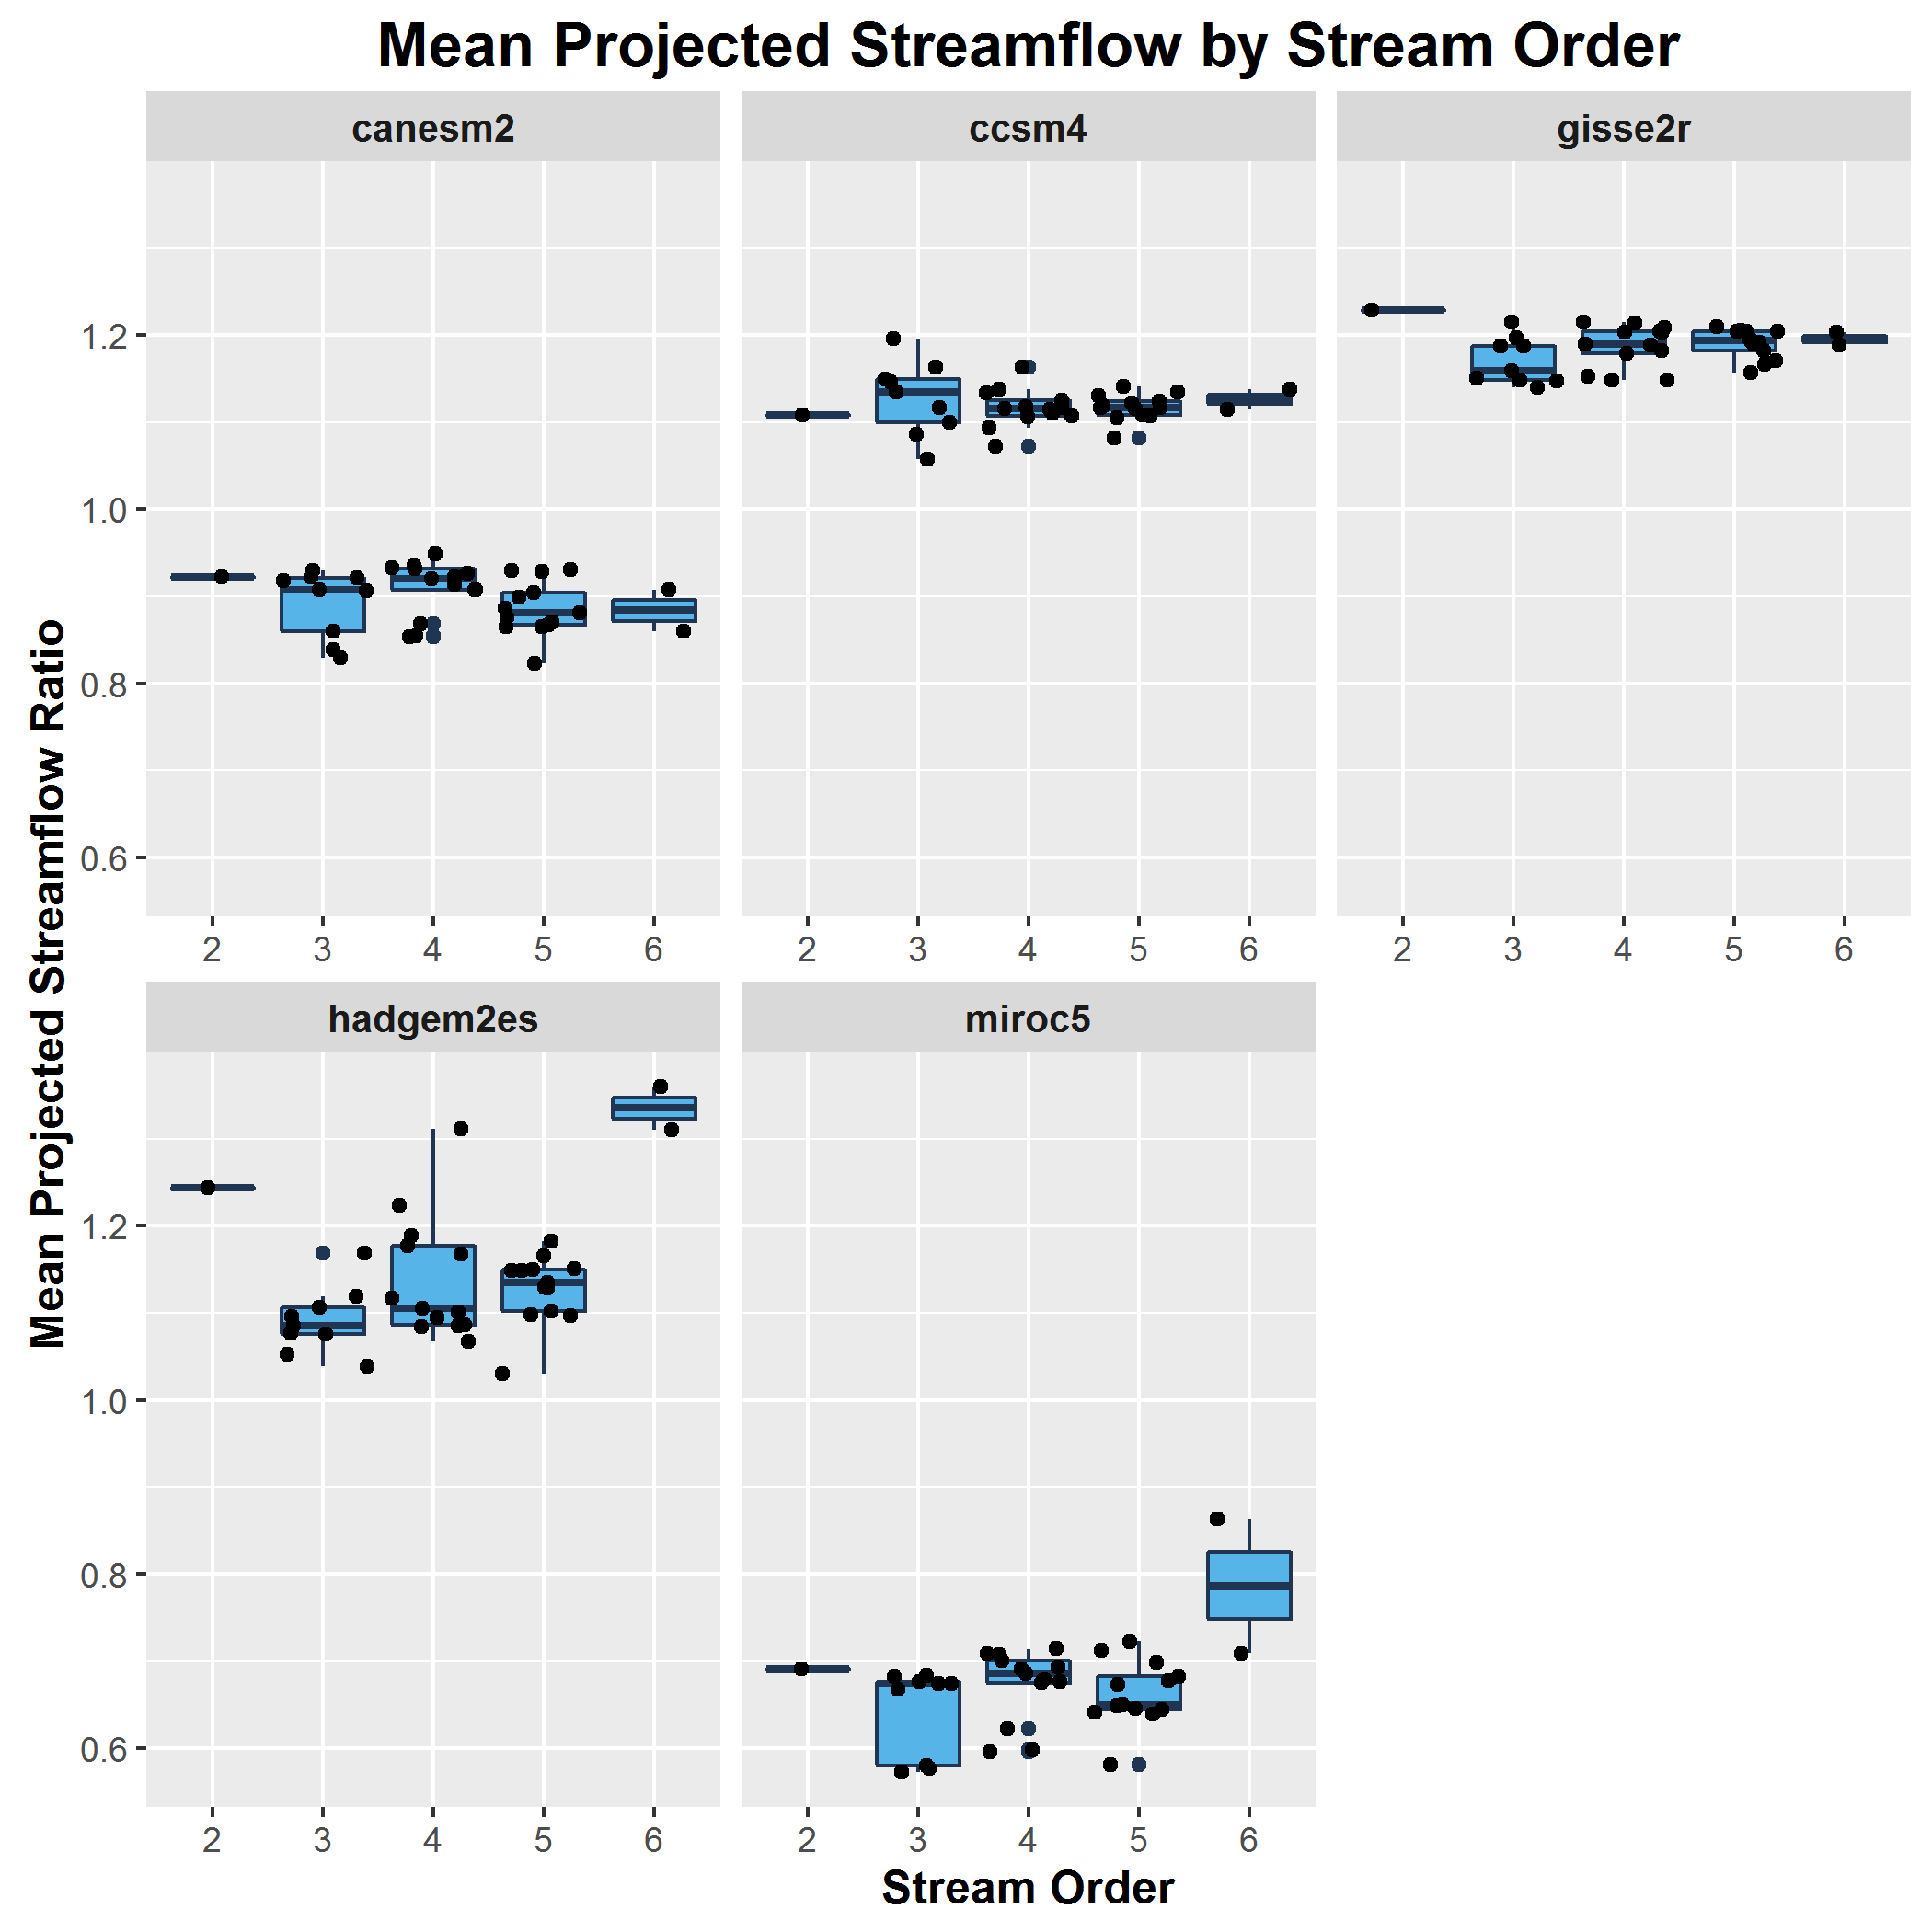 Mean Projected Streamflow by Stream Order
canesm2 ccsm4 gisse2r
Mean Projected Streamflow Ratio
1.2
1.0
0.8
0.6
2 3 4 5 6 2 3 4 5 6 2 3 4 5 6
hadgem2es miroc5
1.2
1.0
0.8
0.6
2 3 4 5 6 2 3 4 5 6
Stream Order